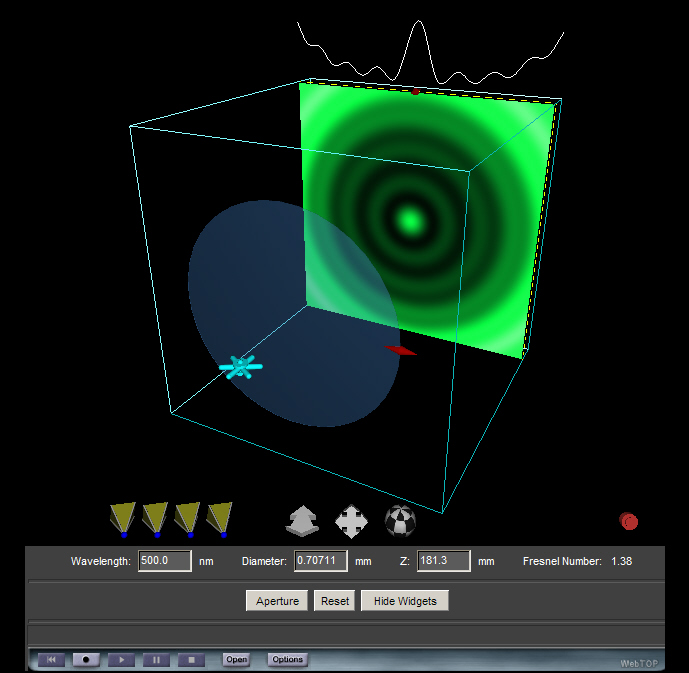 Wavelength: 500.0 nm Diameter: 0.70711 mm Z: 181.3 mm Fresnel Number: 1.38
Aperture Reset Hide Widgets
Open Options WebTOP